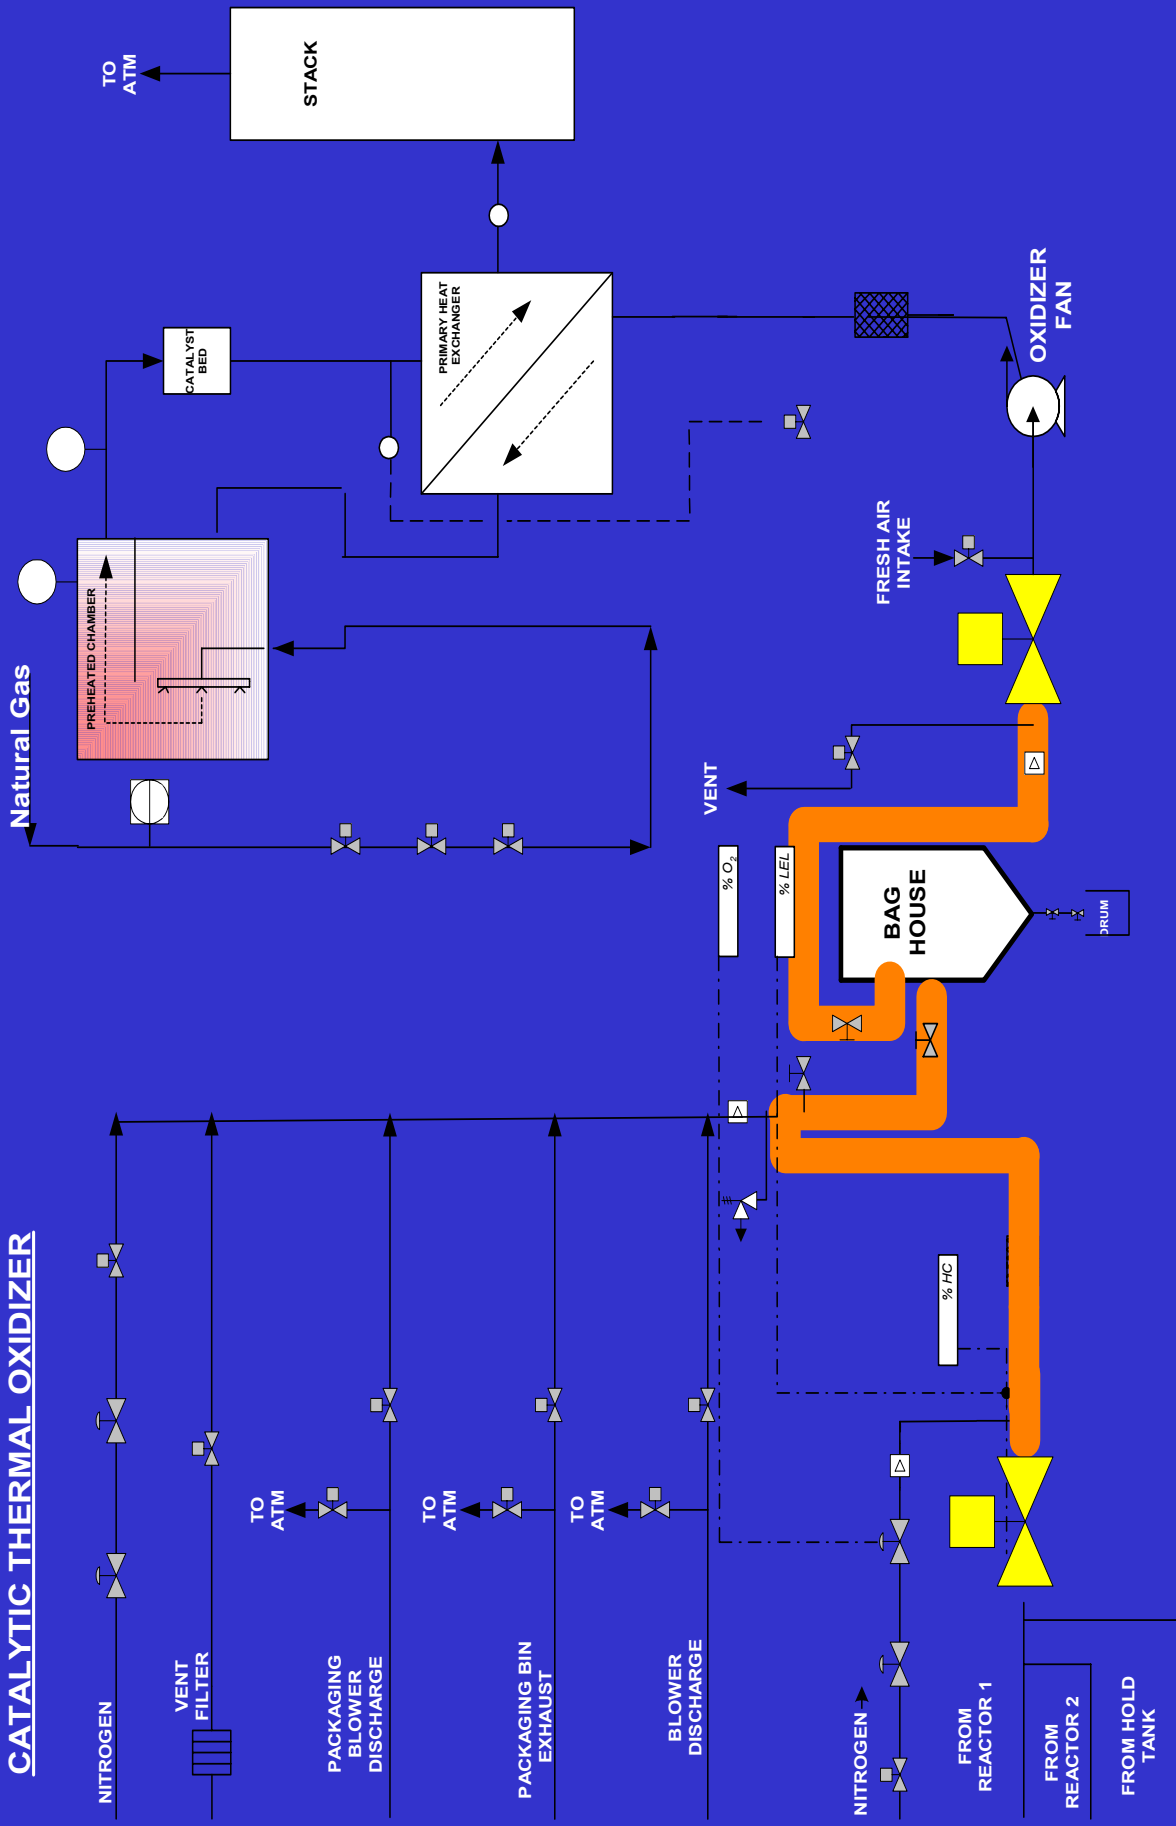 CATALYTIC THERMAL OXIDIZER
NITROGEN
VENT
FILTER
TO
ATM
PACKAGING
BLOWER
DISCHARGE
TO
ATM
PACKAGING BIN
EXHAUST
TO
ATM
BLOWER
DISCHARGE
NITROGEN
FROM
REACTOR 1
FROM
REACTOR 2
FROM HOLD
TANK
% HC
% O2
% LEL
BAG
HOUSE
DRUM
VENT
FRESH AIR
INTAKE
OXIDIZER
FAN
Natural Gas
PREHEATED CHAMBER
CATALYST
BED
PRIMARY HEAT
EXCHANGER
STACK
TO
ATM